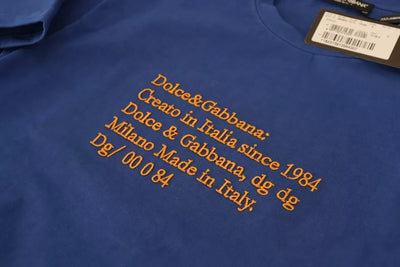 Dolce&Gabbana:
Creato in Italia since 1984
Dolce & Gabbana, dg dg
Milano Made in Italy.
Dg/ 00 0 84